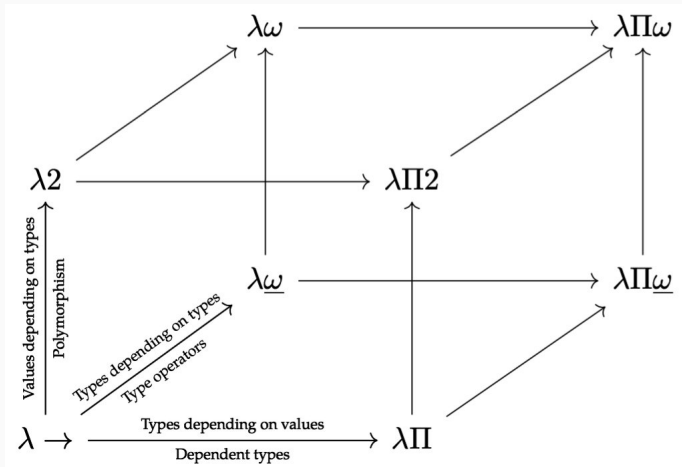 λω λΠω
λ2 λΠ2
Values depending on types
Polymorphism
λω̲ λΠω̲
Types depending on types
Type operators
Types depending on values
λ→ λΠ
Dependent types